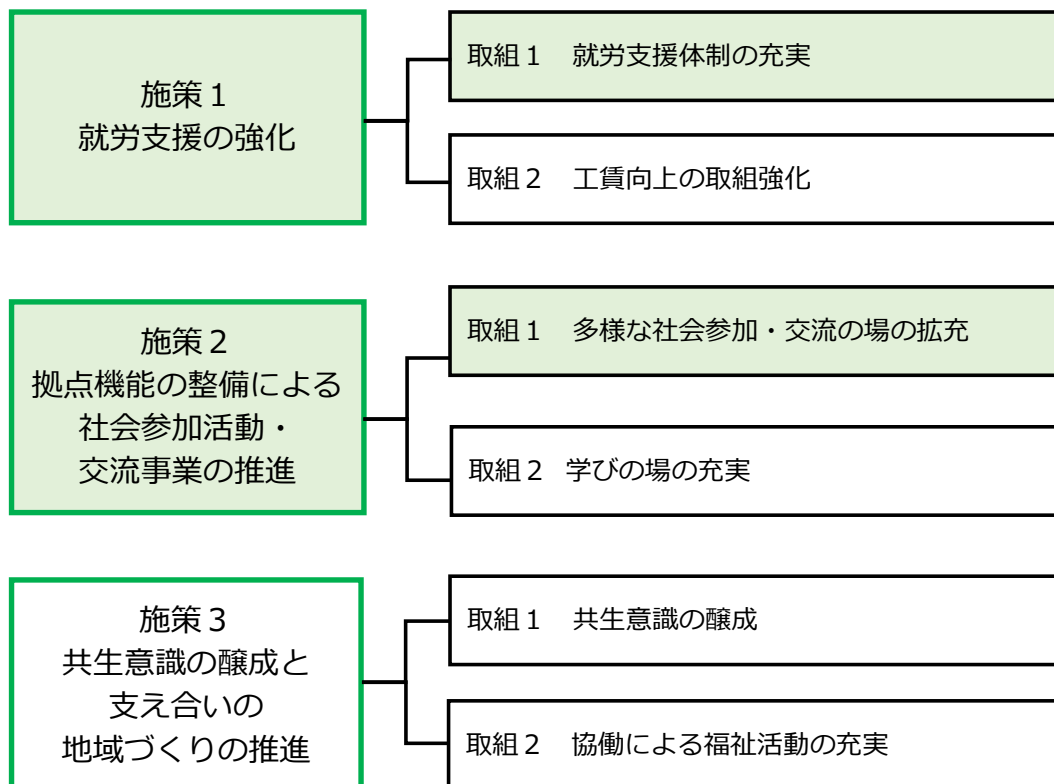 施策１
就労支援の強化
取組１　就労支援体制の充実
取組２　工賃向上の取組強化
施策２
拠点機能の整備による
社会参加活動・
交流事業の推進
取組１　多様な社会参加・交流の場の拡充
取組２　学びの場の充実
施策３
共生意識の醸成と
支え合いの
地域づくりの推進
取組１　共生意識の醸成
取組２　協働による福祉活動の充実